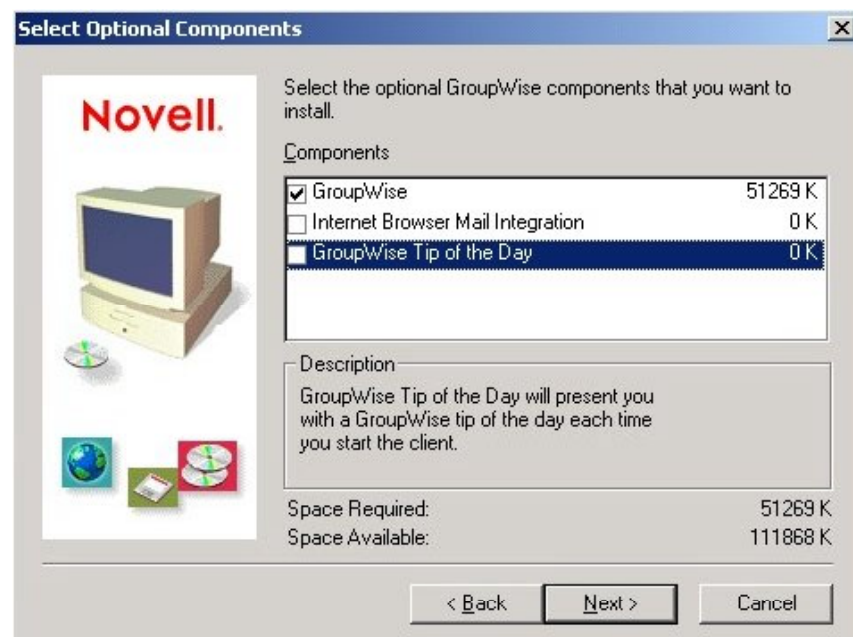 Select Optional Components
Novell.
Select the optional GroupWise components that you want to
install.
Components
GroupWise 51269 K
Internet Browser Mail Integration 0 K
GroupWise Tip of the Day 0 K
Description
GroupWise Tip of the Day will present you
with a GroupWise tip of the day each time
you start the client.
Space Required: 51269 K
Space Available: 111868 K
< Back Next > Cancel